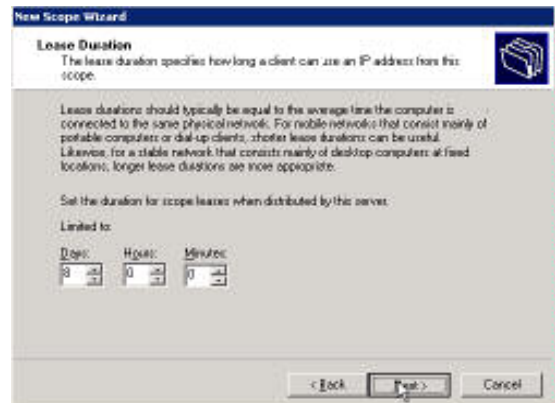 New Scope Wizard
Lease Duration
The lease duration specifies how long a client can use an IP address from this
scope.
Lease durations should typically be equal to the average time the computer is
connected to the same physical network. For mobile networks that consist mainly of
portable computers or dial-up clients, shorter lease durations can be useful.
Likewise, for a stable network that consists mainly of desktop computers at fixed
locations, longer lease durations are more appropriate.
Set the duration for scope leases when distributed by this server.
Limited to:
Days: Hours: Minutes:
8 0 0
< Back Next > Cancel